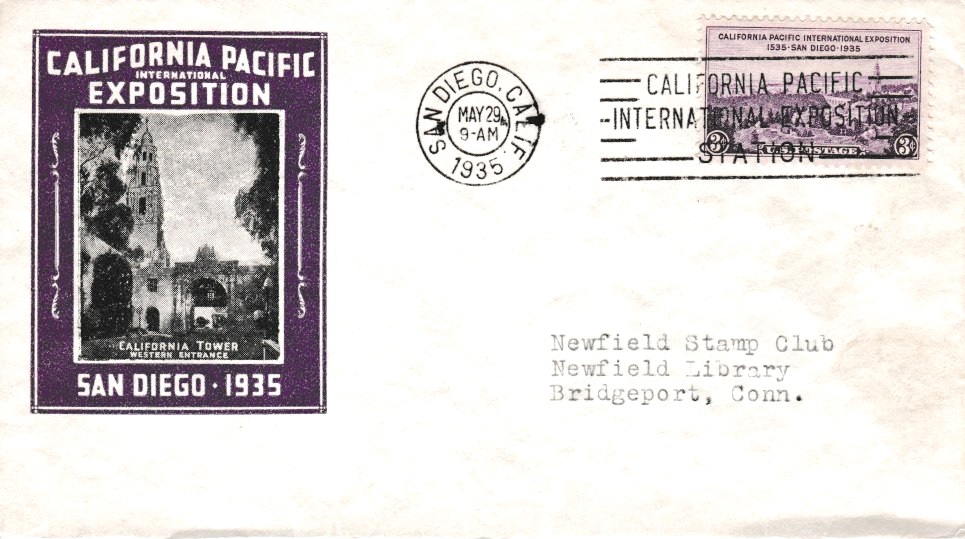 CALIFORNIA PACIFIC
INTERNATIONAL
EXPOSITION
CALIFORNIA TOWER
WESTERN ENTRANCE
SAN DIEGO · 1935
SAN DIEGO, CALIF.
MAY 29
9-AM
1935
CALIFORNIA PACIFIC
INTERNATIONAL EXPOSITION
STATION
CALIFORNIA PACIFIC INTERNATIONAL EXPOSITION
1535·SAN DIEGO·1935
3¢
U.S. POSTAGE
3¢
Newfield Stamp Club
Newfield Library
Bridgeport, Conn.